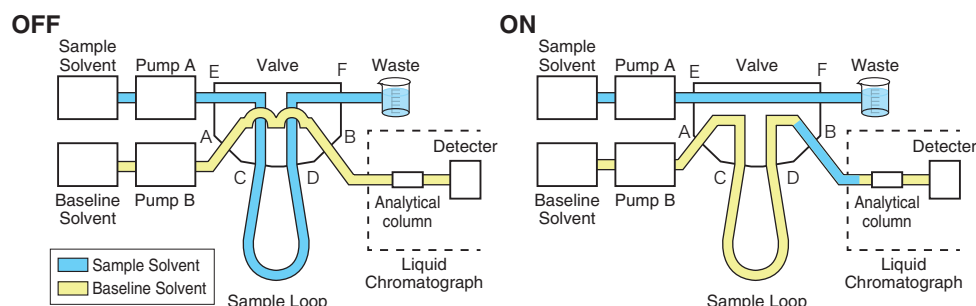 OFF
Sample
Solvent
Pump A
E
Valve
F
Waste
A
B
Detecter
C
D
Baseline
Solvent
Pump B
Analytical
column
Liquid
Chromatograph
Sample Solvent
Baseline Solvent
Sample Loop
ON
Sample
Solvent
Pump A
E
Valve
F
Waste
A
B
Detecter
C
D
Baseline
Solvent
Pump B
Analytical
column
Liquid
Chromatograph
Sample Loop